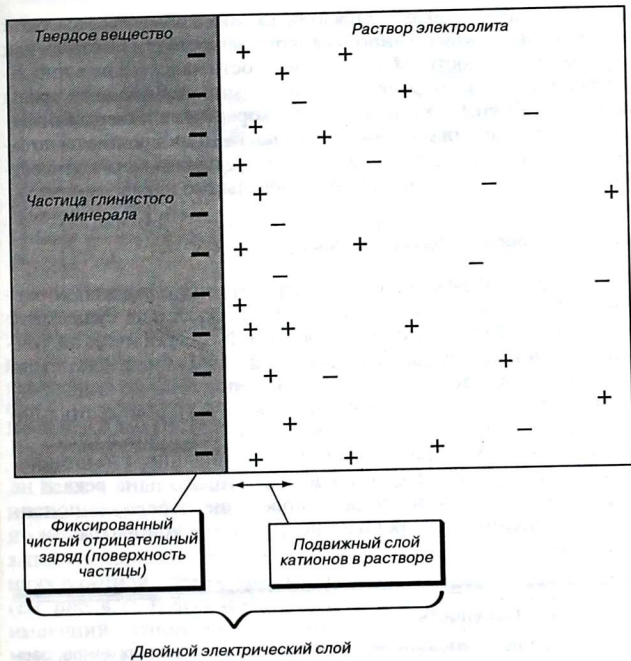 Твердое вещество
Раствор электролита
Частица глинистого
минерала
Фиксированный
чистый отрицательный
заряд (поверхность
частицы)
Подвижный слой
катионов в растворе
Двойной электрический слой